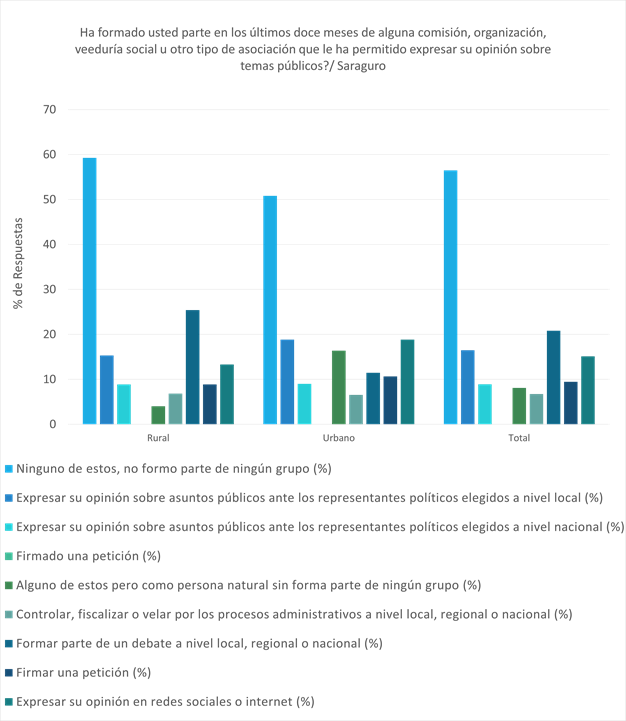 Ha formado usted parte en los últimos doce meses de alguna comisión, organización,
veeduría social u otro tipo de asociación que le ha permitido expresar su opinión sobre
temas públicos?/ Saraguro
70
60
50
40
30
20
10
0
% de Respuestas
Rural
Urbano
Total
Ninguno de estos, no formo parte de ningún grupo (%)
Expresar su opinión sobre asuntos públicos ante los representantes políticos elegidos a nivel local (%)
Expresar su opinión sobre asuntos públicos ante los representantes políticos elegidos a nivel nacional (%)
Firmado una petición (%)
Alguno de estos pero como persona natural sin forma parte de ningún grupo (%)
Controlar, fiscalizar o velar por los procesos administrativos a nivel local, regional o nacional (%)
Formar parte de un debate a nivel local, regional o nacional (%)
Firmar una petición (%)
Expresar su opinión en redes sociales o internet (%)